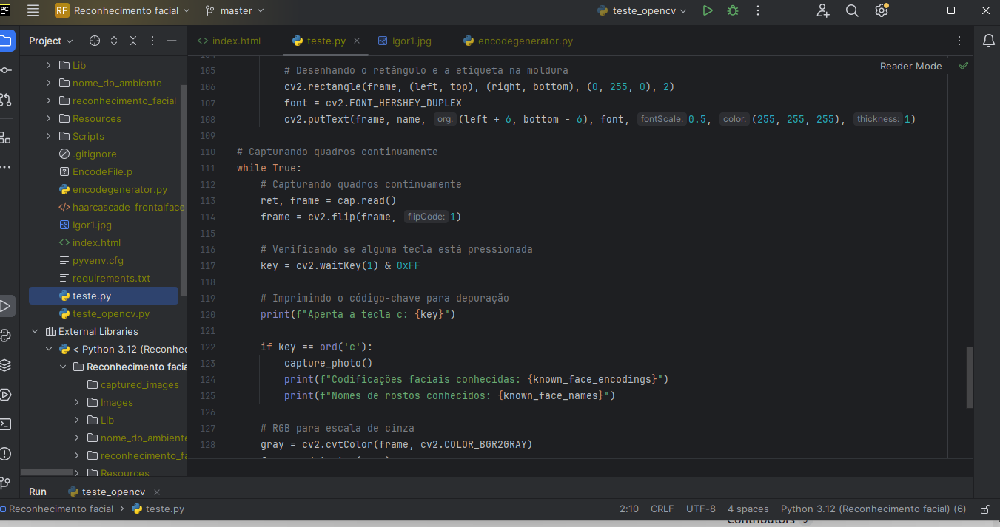 PC
RF Reconhecimento facial master teste_opencv
Project
index.html teste.py Igor1.jpg encodegenerator.py
Reader Mode
Lib
nome_do_ambiente
reconhecimento_facial
Resources
Scripts
.gitignore
EncodeFile.p
encodegenerator.py
haarcascade_frontalface_
Igor1.jpg
index.html
pyvenv.cfg
requirements.txt
teste.py
teste_opencv.py
External Libraries
< Python 3.12 (Reconhec
Reconhecimento facia
captured_images
Images
Lib
nome_do_ambiente
reconhecimento_fa
Resources
105 # Desenhando o retângulo e a etiqueta na moldura
106 cv2.rectangle(frame, (left, top), (right, bottom), (0, 255, 0), 2)
107 font = cv2.FONT_HERSHEY_DUPLEX
108 cv2.putText(frame, name, org: (left + 6, bottom - 6), font, fontScale: 0.5, color: (255, 255, 255), thickness: 1)
109
110 # Capturando quadros continuamente
111 while True:
112 # Capturando quadros continuamente
113 ret, frame = cap.read()
114 frame = cv2.flip(frame, flipCode: 1)
115
116 # Verificando se alguma tecla está pressionada
117 key = cv2.waitKey(1) & 0xFF
118
119 # Imprimindo o código-chave para depuração
120 print(f"Aperta a tecla c: {key}")
121
122 if key == ord('c'):
123 capture_photo()
124 print(f"Codificações faciais conhecidas: {known_face_encodings}")
125 print(f"Nomes de rostos conhecidos: {known_face_names}")
126
127 # RGB para escala de cinza
128 gray = cv2.cvtColor(frame, cv2.COLOR_BGR2GRAY)
Run teste_opencv
Reconhecimento facial > teste.py 2:10 CRLF UTF-8 4 spaces Python 3.12 (Reconhecimento facial) (6)